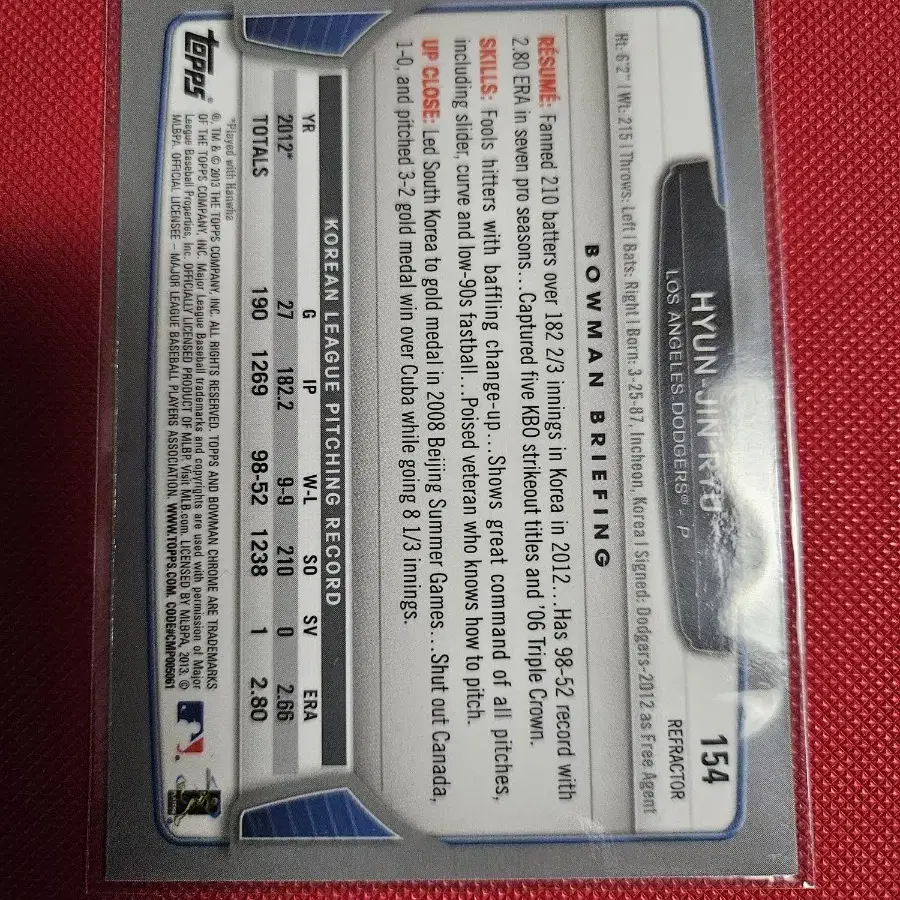 154
REFRACTOR
HYUN-JIN RYU
LOS ANGELES DODGERS® - P
Ht: 6'2" | Wt: 215 | Throws: Left | Bats: Right | Born: 3-25-87, Incheon, Korea | Signed: Dodgers-2012 as Free Agent
BOWMAN BRIEFING
RÉSUMÉ: Fanned 210 batters over 182 2/3 innings in Korea in 2012...Has 98-52 record with
2.80 ERA in seven pro seasons...Captured five KBO strikeout titles and '06 Triple Crown.
SKILLS: Fools hitters with baffling change-up...Shows great command of all pitches,
including slider, curve and low-90s fastball...Poised veteran who knows how to pitch.
UP CLOSE: Led South Korea to gold medal in 2008 Beijing Summer Games...Shut out Canada,
1-0, and pitched 3-2 gold medal win over Cuba while going 8 1/3 innings.
KOREAN LEAGUE PITCHING RECORD
YR G IP W-L SO SV ERA
2012* 27 182.2 9-9 210 0 2.66
TOTALS 190 1269 98-52 1238 1 2.80
*Played with Hanwha
topps®
®, TM & © 2013 THE TOPPS COMPANY, INC. ALL RIGHTS RESERVED. TOPPS AND BOWMAN CHROME ARE TRADEMARKS
OF THE TOPPS COMPANY, INC. Major League Baseball trademarks and copyrights are used with permission of Major
League Baseball Properties, Inc. OFFICIALLY LICENSED PRODUCT OF MLBP. Visit MLB.com. LICENSED BY MLBPA, 2013. ©
MLBPA. OFFICIAL LICENSEE – MAJOR LEAGUE BASEBALL PLAYERS ASSOCIATION. WWW.TOPPS.COM. CODE#CMP005061